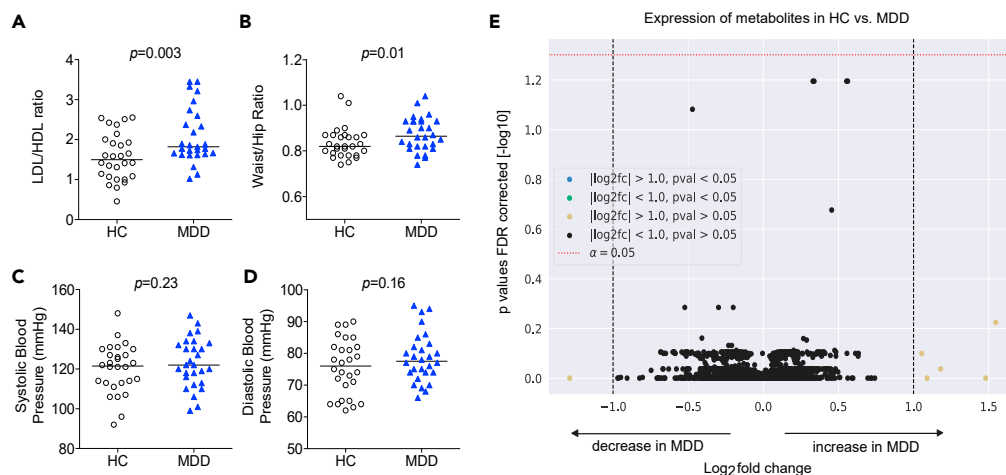 A
p=0.003
LDL/HDL ratio
4
3
2
1
0
HC
MDD
B
p=0.01
Waist/Hip Ratio
1.2
1.0
0.8
0.6
HC
MDD
C
p=0.23
Systolic Blood
Pressure (mmHg)
160
140
120
100
80
HC
MDD
D
p=0.16
Diastolic Blood
Pressure (mmHg)
100
90
80
70
60
50
HC
MDD
E
Expression of metabolites in HC vs. MDD
p values FDR corrected [-log10]
1.2
1.0
0.8
0.6
0.4
0.2
0.0
|log2fc| > 1.0, pval < 0.05
|log2fc| < 1.0, pval < 0.05
|log2fc| > 1.0, pval > 0.05
|log2fc| < 1.0, pval > 0.05
α = 0.05
−1.0
−0.5
0.0
0.5
1.0
1.5
decrease in MDD
increase in MDD
Log2 fold change